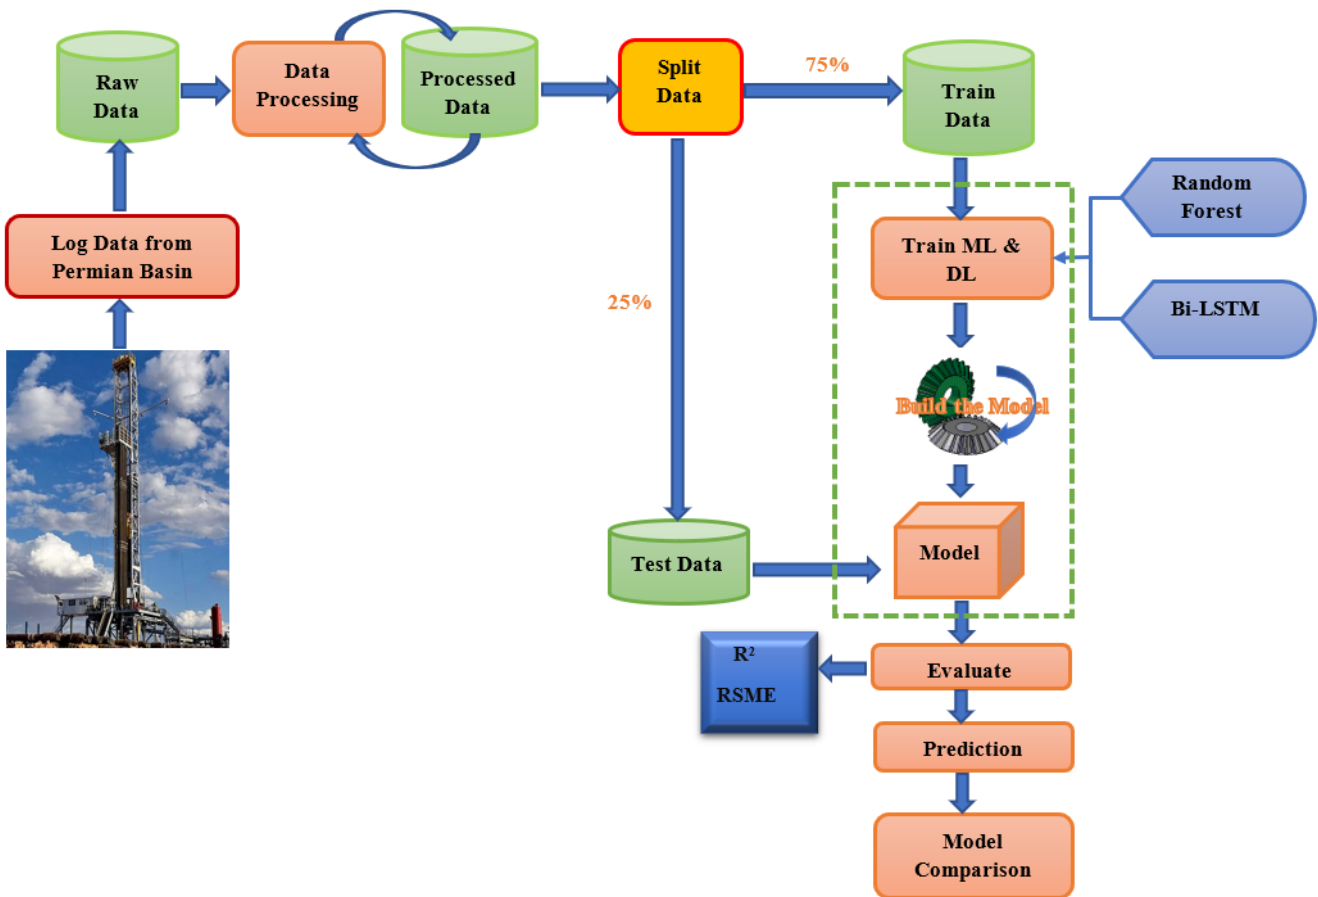 Raw
Data
Data
Processing
Processed
Data
Split
Data
75%
Train
Data
Log Data from
Permian Basin
25%
Train ML &
DL
Random
Forest
Bi-LSTM
Build the Model
Test Data
Model
R²
RSME
Evaluate
Prediction
Model
Comparison